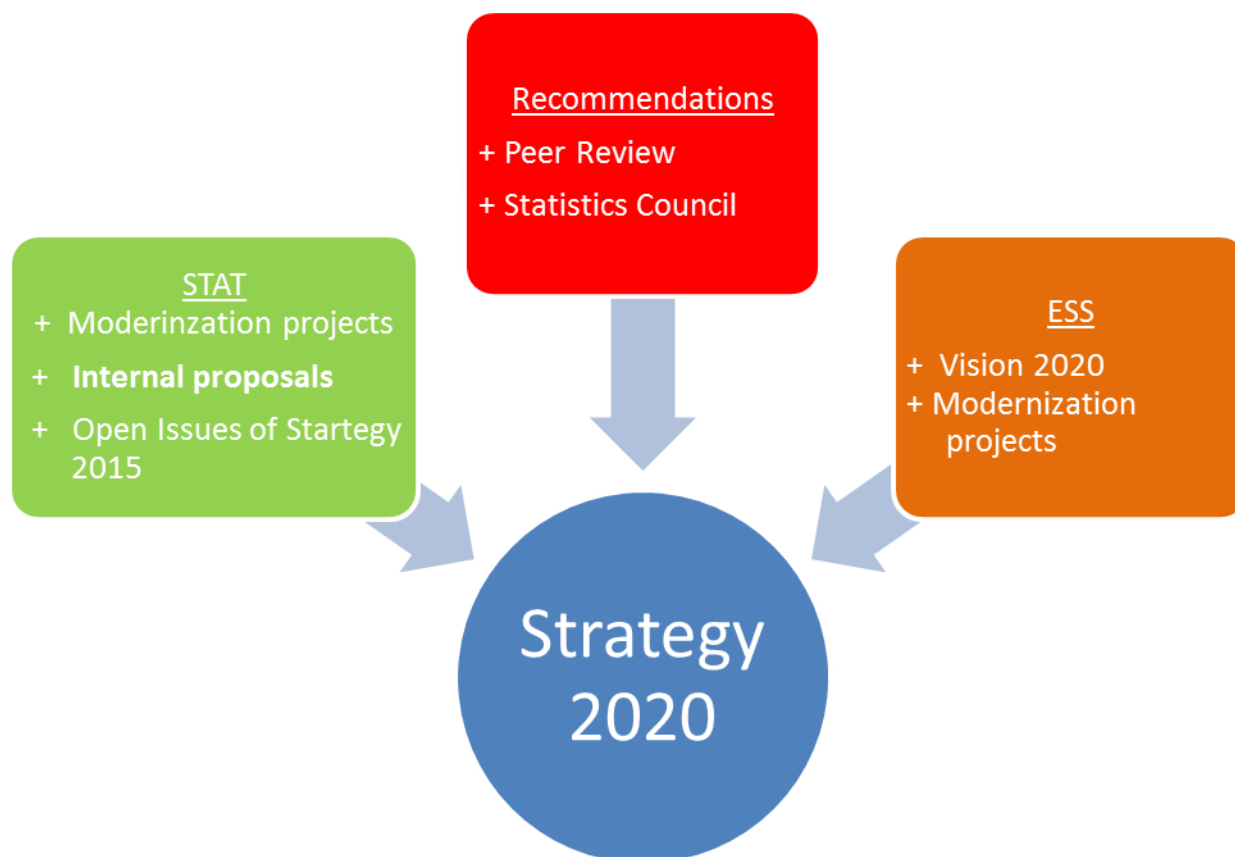 Recommendations
+ Peer Review
+ Statistics Council
STAT
+ Moderinzation projects
+ Internal proposals
+ Open Issues of Startegy
2015
ESS
+ Vision 2020
+ Modernization
projects
Strategy
2020